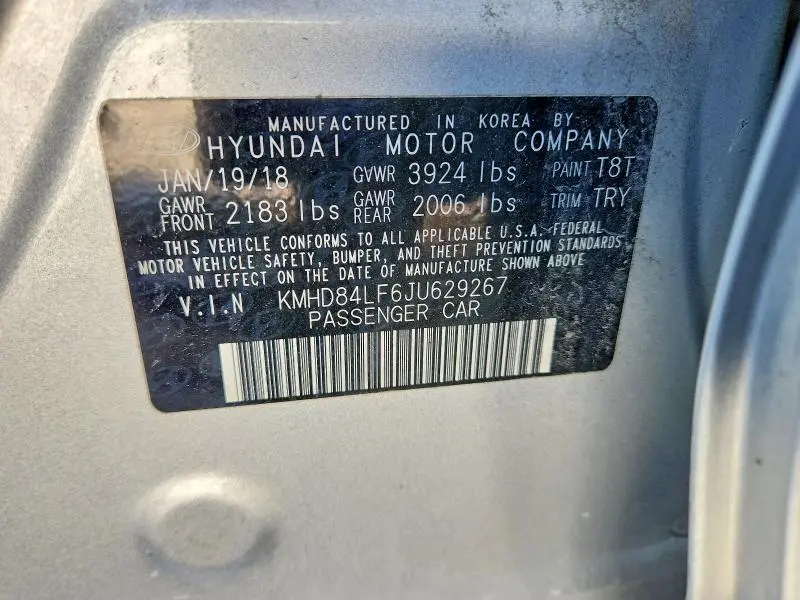 MANUFACTURED IN KOREA BY
HYUNDAI MOTOR COMPANY
JAN/19/18 GVWR 3924 lbs PAINT T8T
GAWR FRONT 2183 lbs GAWR REAR 2006 lbs TRIM TRY
THIS VEHICLE CONFORMS TO ALL APPLICABLE U.S.A. FEDERAL
MOTOR VEHICLE SAFETY, BUMPER, AND THEFT PREVENTION STANDARDS
IN EFFECT ON THE DATE OF MANUFACTURE SHOWN ABOVE
V.I.N KMHD84LF6JU629267
PASSENGER CAR